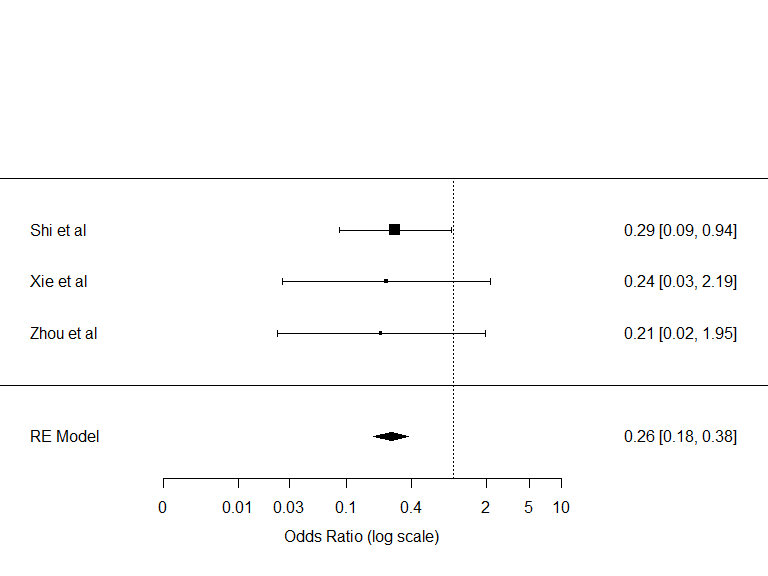 Shi et al 0.29 [0.09, 0.94]
Xie et al 0.24 [0.03, 2.19]
Zhou et al 0.21 [0.02, 1.95]
RE Model 0.26 [0.18, 0.38]
0 0.01 0.03 0.1 0.4 2 5 10
Odds Ratio (log scale)